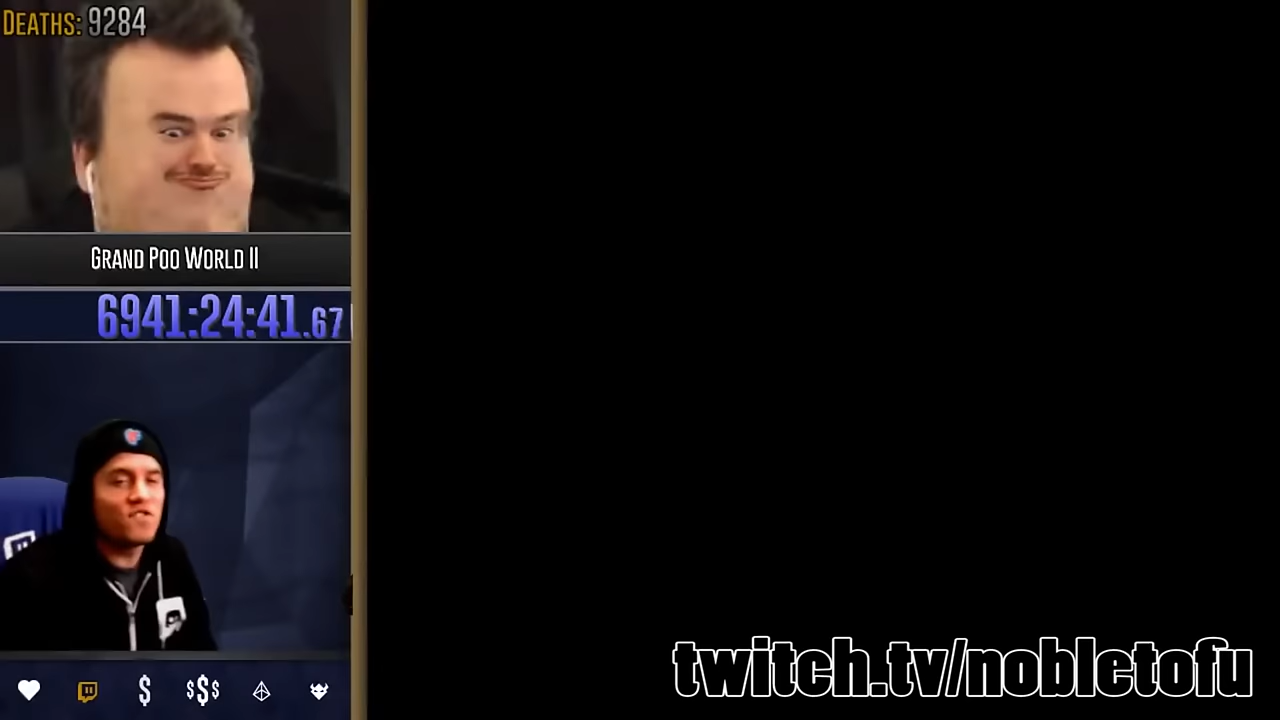 DEATHS: 9284
GRAND POO WORLD II
6941:24:41.67
$
$$$
twitch.tv/nobletofu